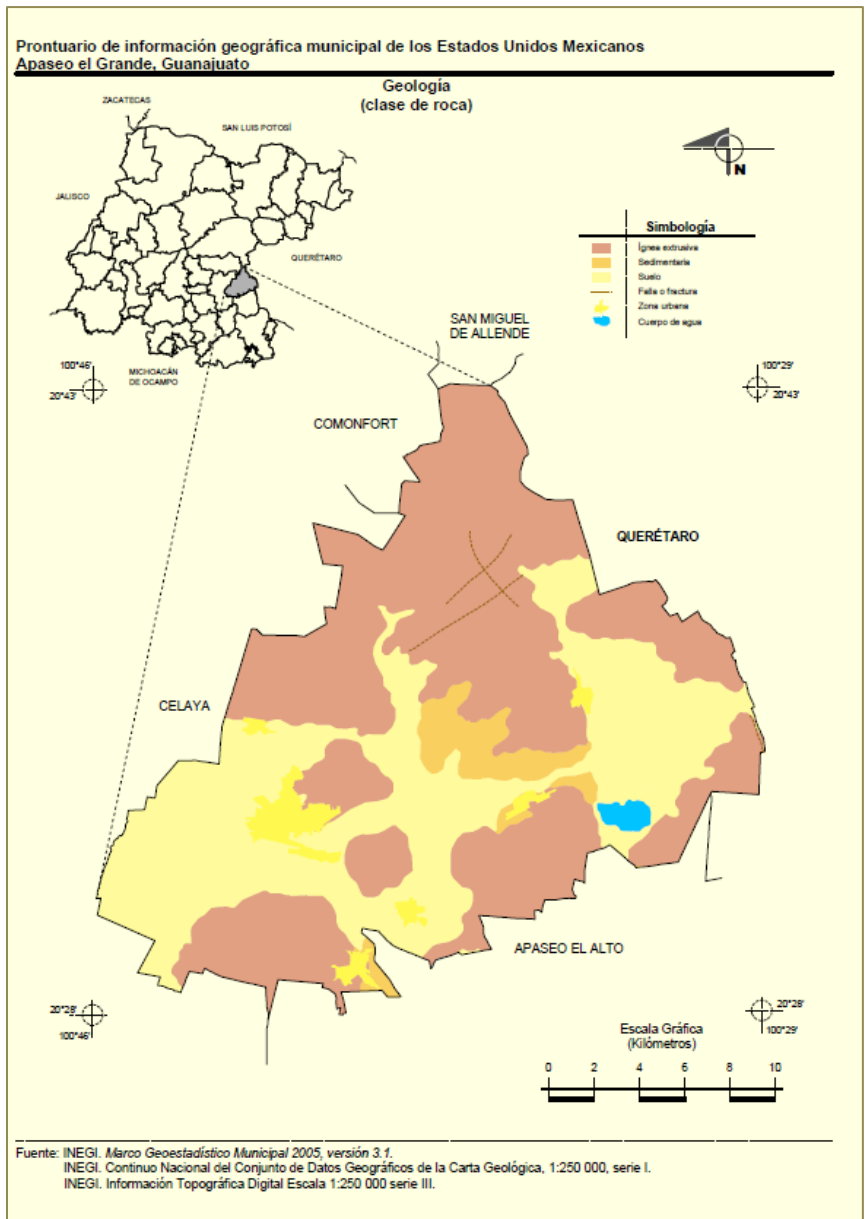 Prontuario de información geográfica municipal de los Estados Unidos Mexicanos
Apaseo el Grande, Guanajuato
Geología
(clase de roca)
ZACATECAS
SAN LUIS POTOSÍ
JALISCO
QUERÉTARO
MICHOACÁN
DE OCAMPO
N
Simbología
Ígnea extrusiva
Sedimentaria
Suelo
Falla o fractura
Zona urbana
Cuerpo de agua
SAN MIGUEL
DE ALLENDE
100°46'
20°43'
100°29'
20°43'
COMONFORT
QUERÉTARO
CELAYA
APASEO EL ALTO
20°28'
100°46'
20°28'
100°29'
Escala Gráfica
(Kilómetros)
0 2 4 6 8 10
Fuente: INEGI. Marco Geoestadístico Municipal 2005, versión 3.1.
INEGI. Continuo Nacional del Conjunto de Datos Geográficos de la Carta Geológica, 1:250 000, serie I.
INEGI. Información Topográfica Digital Escala 1:250 000 serie III.